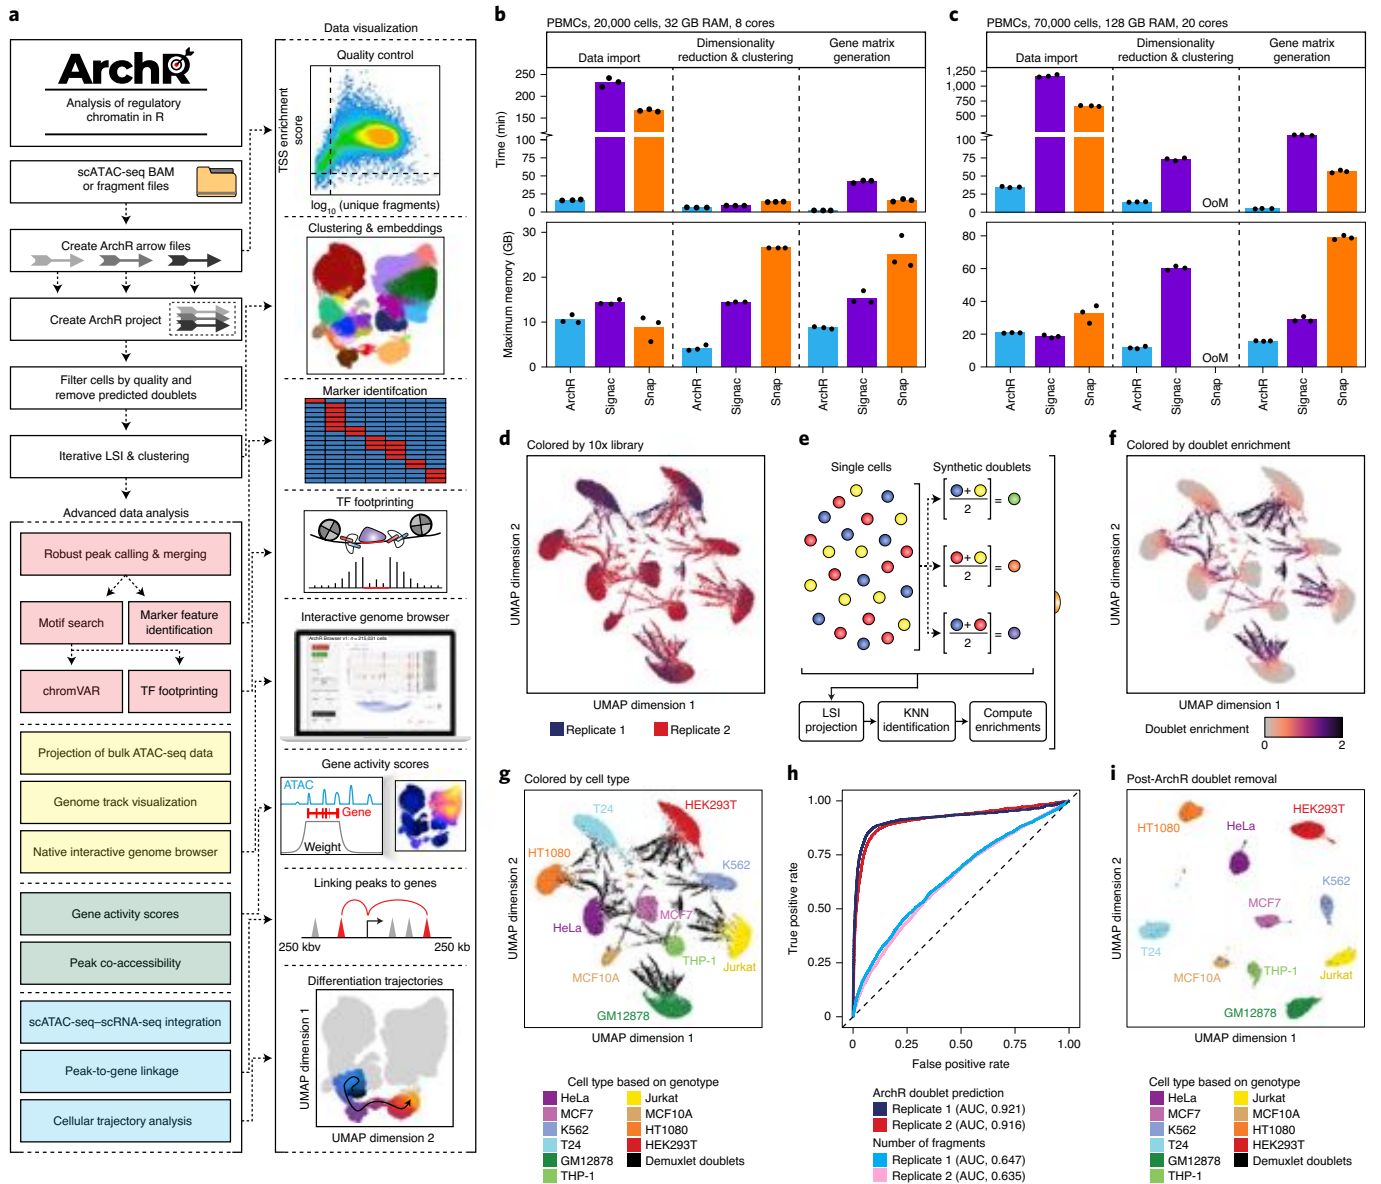 a
ArchR
Analysis of regulatory
chromatin in R
scATAC-seq BAM
or fragment files
Create ArchR arrow files
Create ArchR project
Filter cells by quality and
remove predicted doublets
Iterative LSI & clustering
Advanced data analysis
Robust peak calling & merging
Motif search
Marker feature
identification
chromVAR
TF footprinting
Projection of bulk ATAC-seq data
Genome track visualization
Native interactive genome browser
Gene activity scores
Peak co-accessibility
scATAC-seq–scRNA-seq integration
Peak-to-gene linkage
Cellular trajectory analysis
Data visualization
Quality control
TSS enrichment
score
log10 (unique fragments)
Clustering & embeddings
Marker identifcation
TF footprinting
Interactive genome browser
ArchR Browser v1: n = 215,031 cells
Gene activity scores
ATAC
Gene
Weight
Linking peaks to genes
250 kbv
250 kb
Differentiation trajectories
UMAP dimension 1
UMAP dimension 2
b
PBMCs, 20,000 cells, 32 GB RAM, 8 cores
Data import
Dimensionality
reduction & clustering
Gene matrix
generation
Time (min)
250
200
150
100
75
50
25
0
Maximum memory (GB)
30
20
10
0
ArchR
Signac
Snap
ArchR
Signac
Snap
ArchR
Signac
Snap
c
PBMCs, 70,000 cells, 128 GB RAM, 20 cores
Data import
Dimensionality
reduction & clustering
Gene matrix
generation
1,250
1,000
750
500
100
75
50
25
0
OoM
80
60
40
20
0
OoM
ArchR
Signac
Snap
ArchR
Signac
Snap
ArchR
Signac
Snap
d
Colored by 10x library
UMAP dimension 2
UMAP dimension 1
Replicate 1
Replicate 2
e
Single cells
Synthetic doublets
+
2
=
+
2
=
+
2
=
LSI
projection
KNN
identification
Compute
enrichments
f
Colored by doublet enrichment
UMAP dimension 2
UMAP dimension 1
Doublet enrichment
0
2
g
Colored by cell type
UMAP dimension 2
T24
HEK293T
HT1080
K562
HeLa
MCF7
MCF10A
THP-1
Jurkat
GM12878
UMAP dimension 1
Cell type based on genotype
HeLa
MCF7
K562
T24
GM12878
THP-1
Jurkat
MCF10A
HT1080
HEK293T
Demuxlet doublets
h
True positive rate
1.00
0.75
0.50
0.25
0
0
0.25
0.50
0.75
1.00
False positive rate
ArchR doublet prediction
Replicate 1 (AUC, 0.921)
Replicate 2 (AUC, 0.916)
Number of fragments
Replicate 1 (AUC, 0.647)
Replicate 2 (AUC, 0.635)
i
Post-ArchR doublet removal
UMAP dimension 2
HT1080
HeLa
HEK293T
K562
MCF7
T24
MCF10A
THP-1
Jurkat
GM12878
UMAP dimension 1
Cell type based on genotype
HeLa
MCF7
K562
T24
GM12878
THP-1
Jurkat
MCF10A
HT1080
HEK293T
Demuxlet doublets